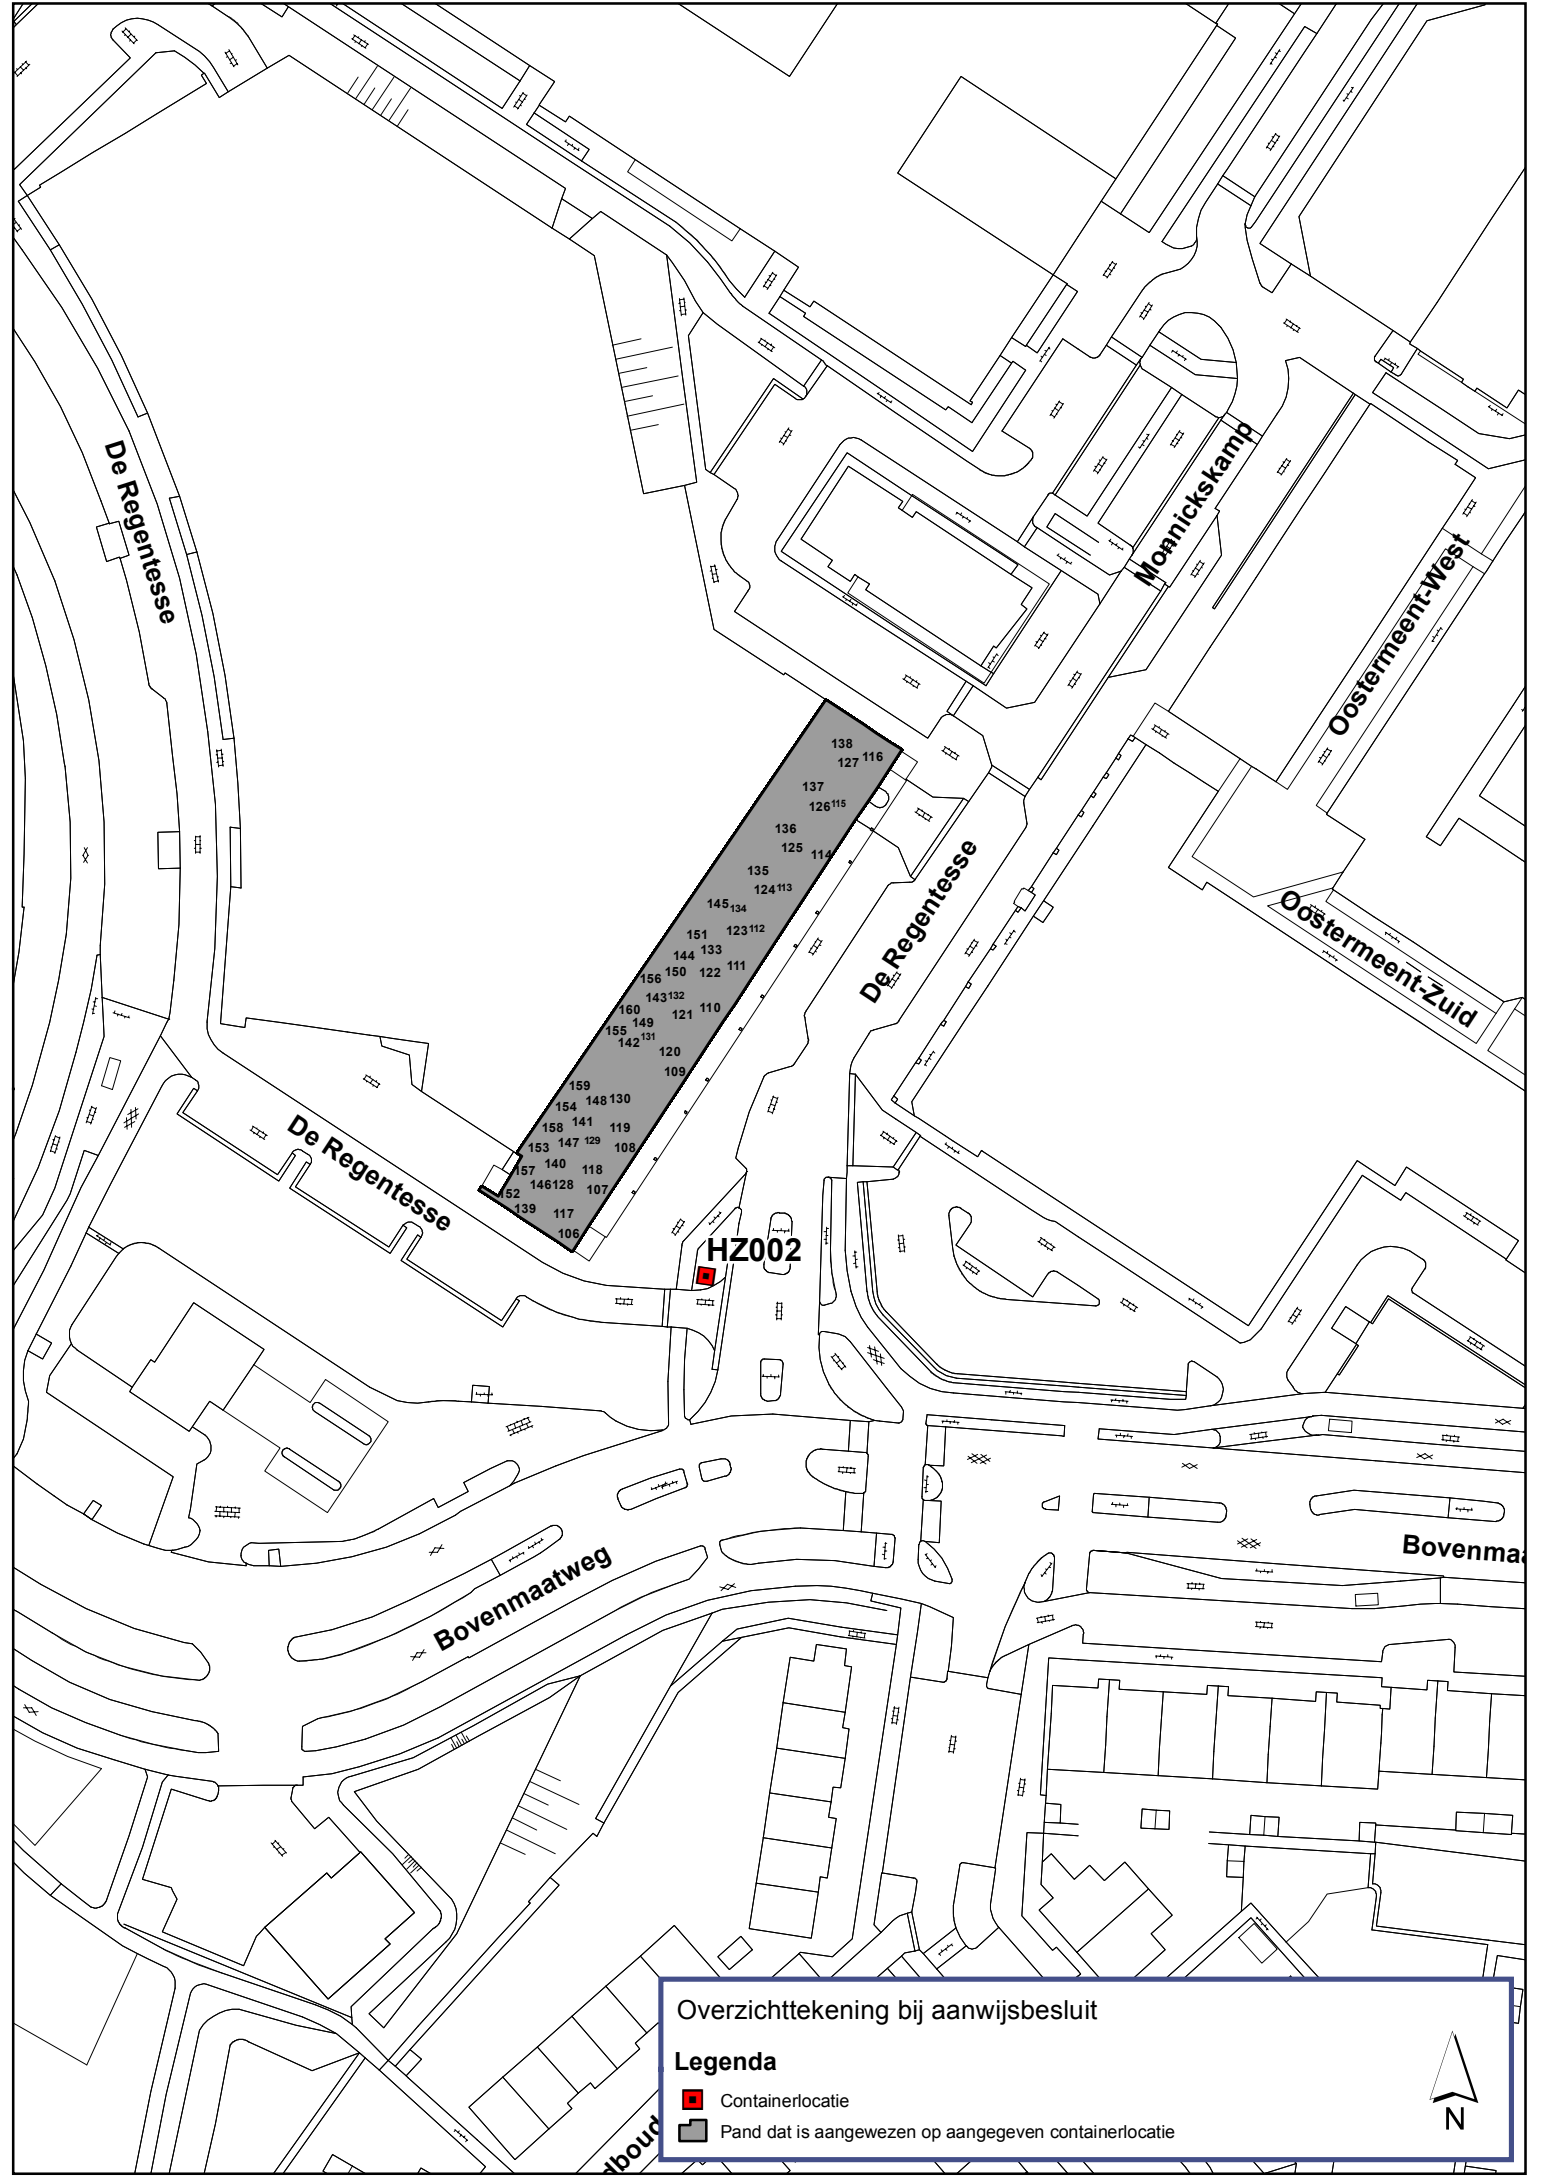 De Regentesse
Monnickskamp
Oostermeent-West
138
127 116
137
126 115
136
125
114
135
124 113
145 134
De Regentesse
Oostermeent-Zuid
151 123 112
144 133
156 150 122 111
143 132
160 121 110
149
155
142 131
120
109
159
148 130
154
158 141 119
153 147 129 108
157 140 118
146 128 107
152
139 117
106
De Regentesse
HZ002
Bovenmaatweg
Bovenmaa
dboud
Overzichttekening bij aanwijsbesluit
Legenda
Containerlocatie
Pand dat is aangewezen op aangegeven containerlocatie
N